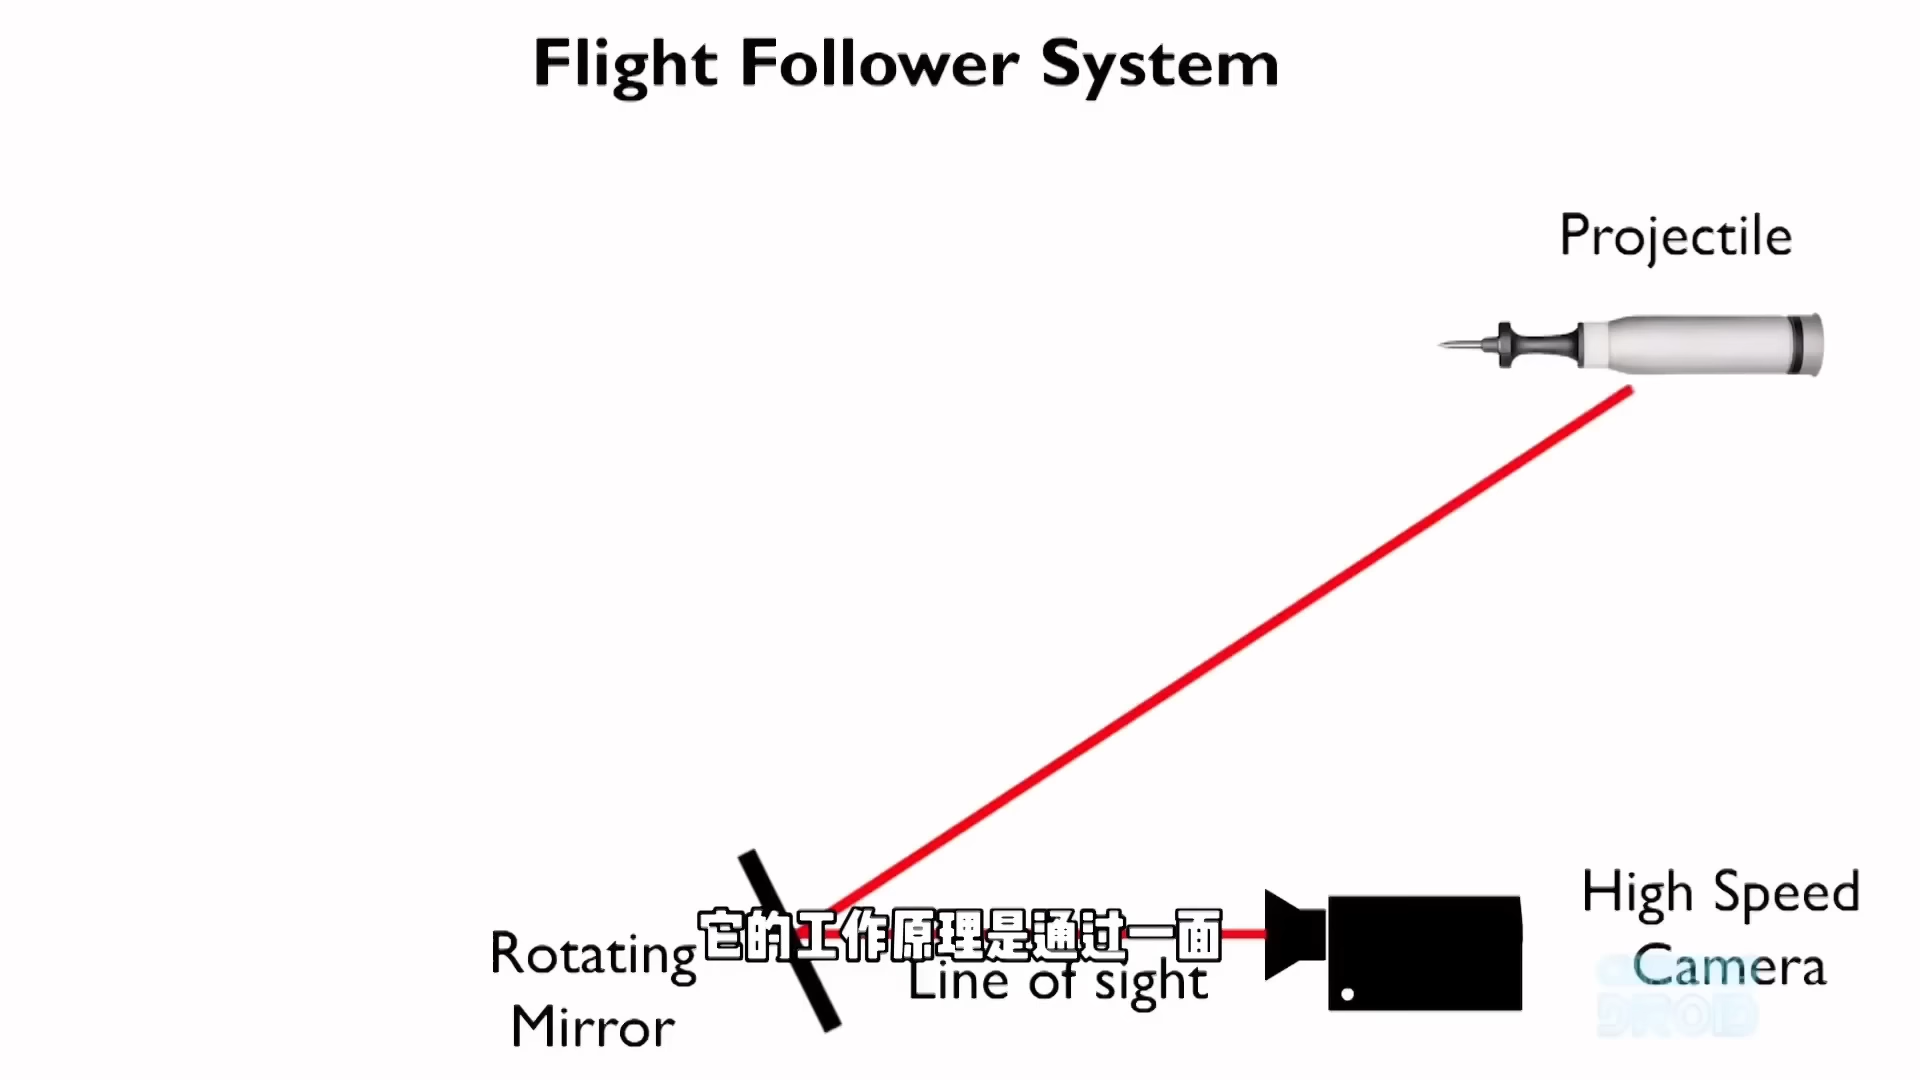 Flight Follower System
Projectile
High Speed
Camera
它的工作原理是通过一面
Line of sight
Rotating
Mirror
DROID